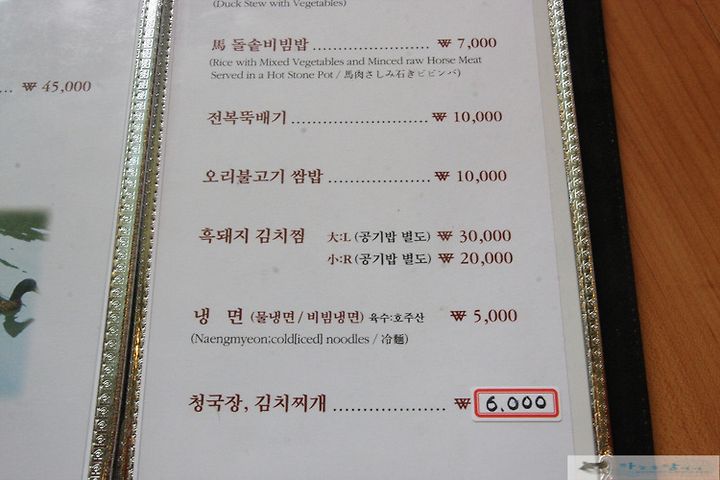 (Duck Stew with Vegetables)
馬 돌솥비빔밥 ........................ ₩ 7,000
(Rice with Mixed Vegetables and Minced raw Horse Meat
Served in a Hot Stone Pot / 馬肉さしみ石きビビンバ)
... ₩ 45,000
전복뚝배기 ........................... ₩ 10,000
오리불고기 쌈밥 ..................... ₩ 10,000
흑돼지 김치찜 大:L (공기밥 별도) ₩ 30,000
小:R (공기밥 별도) ₩ 20,000
냉 면 (물냉면 / 비빔냉면) 육수:호주산 ₩ 5,000
(Naengmyeon;cold[iced] noodles / 冷麵)
청국장, 김치찌개 .................... ₩ 6.000